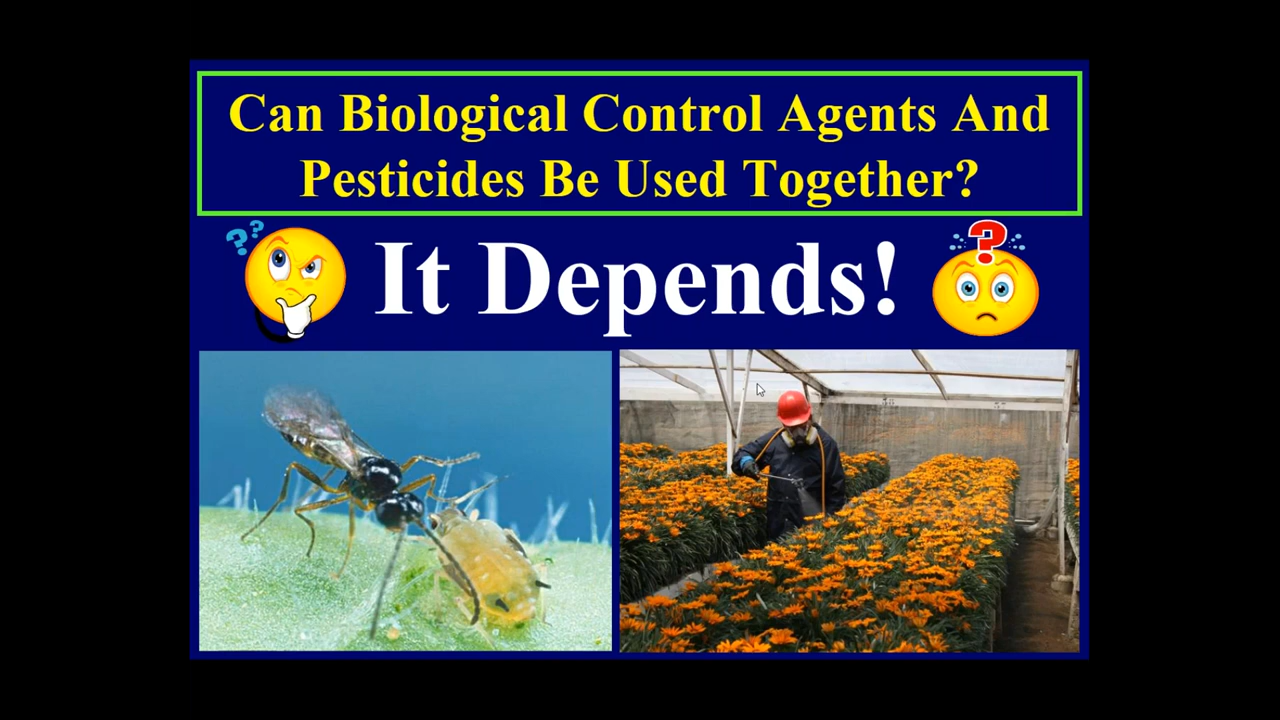 Can Biological Control Agents And
Pesticides Be Used Together?
It Depends!